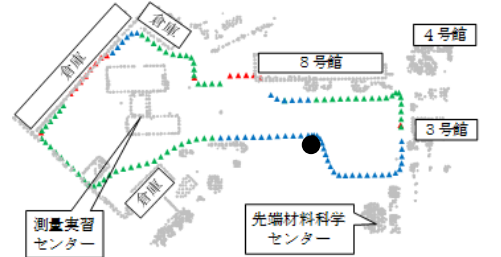 倉庫
倉庫
8号館
4号館
3号館
倉庫
測量実習
センター
先端材料科学
センター